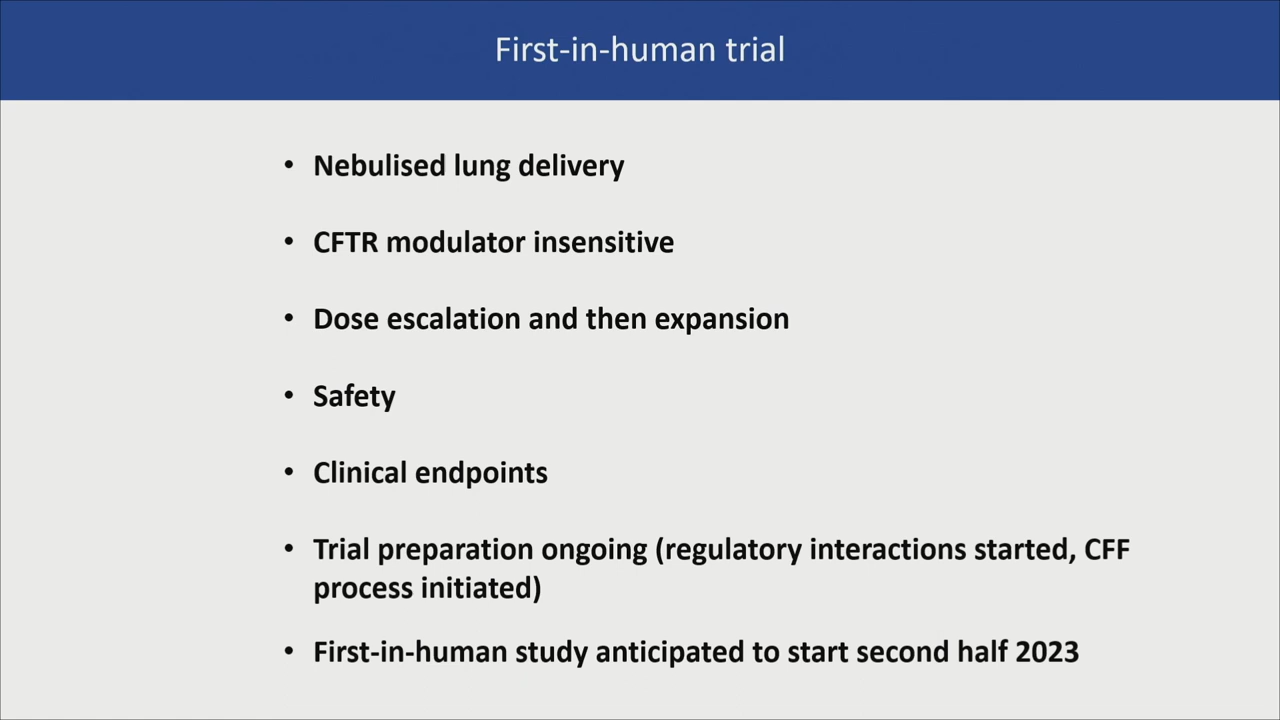 First-in-human trial
• Nebulised lung delivery
• CFTR modulator insensitive
• Dose escalation and then expansion
• Safety
• Clinical endpoints
• Trial preparation ongoing (regulatory interactions started, CFF
process initiated)
• First-in-human study anticipated to start second half 2023